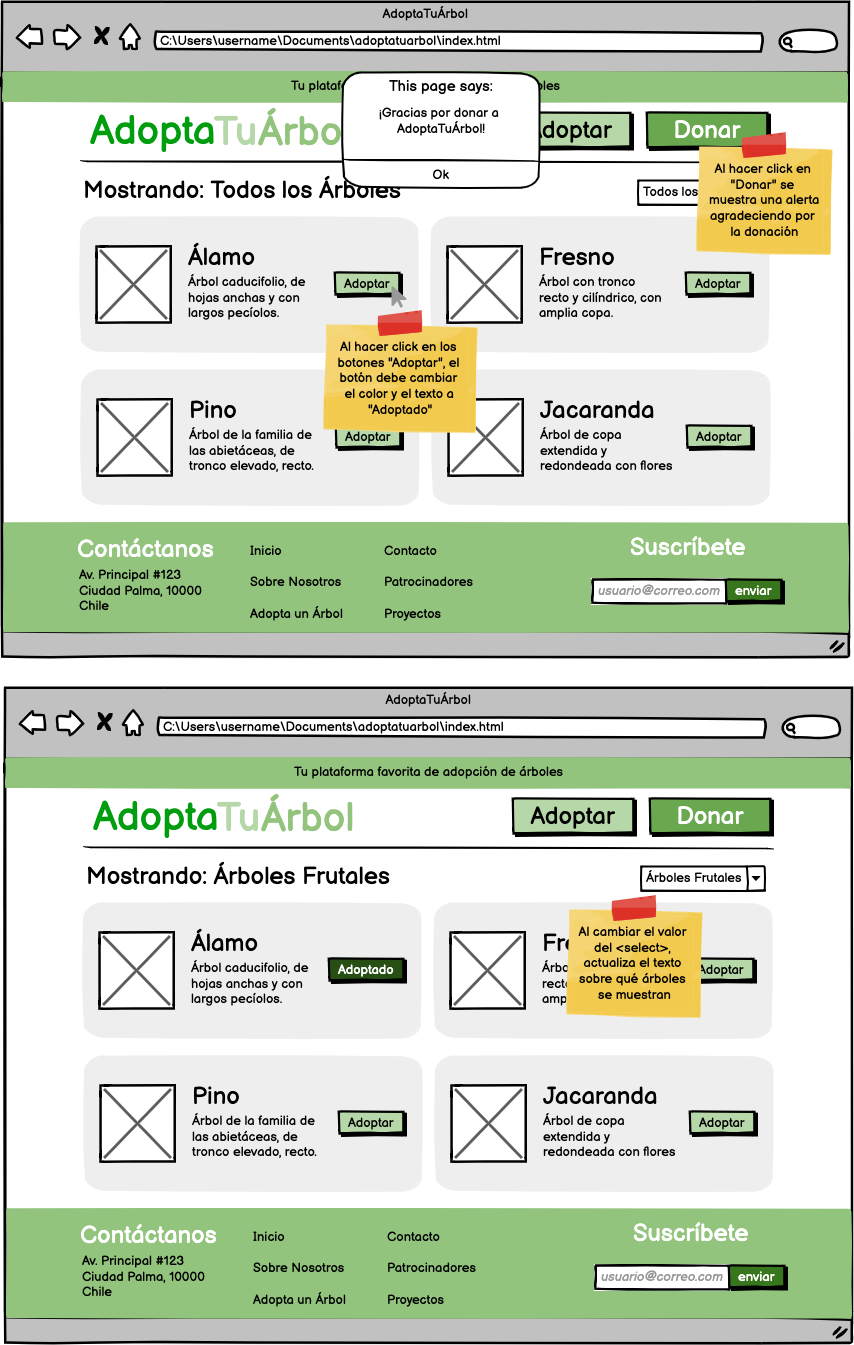 AdoptaTuÁrbol
C:\Users\username\Documents\adoptatuarbol\index.html
Tu plataf
oles
This page says:
¡Gracias por donar a
AdoptaTuÁrbol!
Ok
AdoptaTuÁrbo
Adoptar
Donar
Mostrando: Todos los Árboles
Todos los
Al hacer click en
"Donar" se
muestra una alerta
agradeciendo por
la donación
Álamo
Árbol caducifolio, de
hojas anchas y con
largos pecíolos.
Adoptar
Fresno
Árbol con tronco
recto y cilíndrico, con
amplia copa.
Adoptar
Al hacer click en los
botones "Adoptar", el
botón debe cambiar
el color y el texto a
"Adoptado"
Pino
Árbol de la familia de
las abietáceas, de
tronco elevado, recto.
Adoptar
Jacaranda
Árbol de copa
extendida y
redondeada con flores
Adoptar
Contáctanos
Av. Principal #123
Ciudad Palma, 10000
Chile
Inicio
Sobre Nosotros
Adopta un Árbol
Contacto
Patrocinadores
Proyectos
Suscríbete
usuario@correo.com
enviar
AdoptaTuÁrbol
C:\Users\username\Documents\adoptatuarbol\index.html
Tu plataforma favorita de adopción de árboles
AdoptaTuÁrbol
Adoptar
Donar
Mostrando: Árboles Frutales
Árboles Frutales
Álamo
Árbol caducifolio, de
hojas anchas y con
largos pecíolos.
Adoptado
Fre
Árbo
rect
amp
Adoptar
Al cambiar el valor
del <select>,
actualiza el texto
sobre qué árboles
se muestran
Pino
Árbol de la familia de
las abietáceas, de
tronco elevado, recto.
Adoptar
Jacaranda
Árbol de copa
extendida y
redondeada con flores
Adoptar
Contáctanos
Av. Principal #123
Ciudad Palma, 10000
Chile
Inicio
Sobre Nosotros
Adopta un Árbol
Contacto
Patrocinadores
Proyectos
Suscríbete
usuario@correo.com
enviar